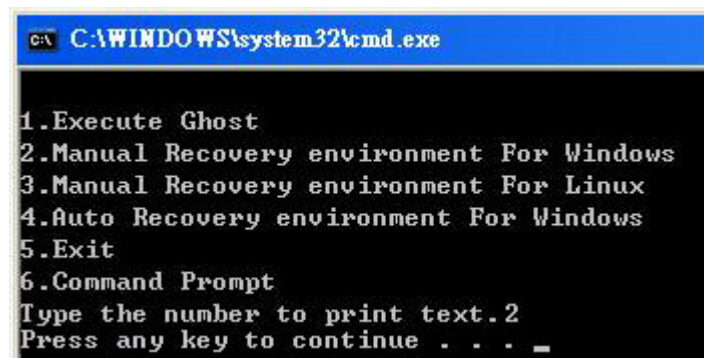 C:\WINDOWS\system32\cmd.exe
1.Execute Ghost
2.Manual Recovery environment For Windows
3.Manual Recovery environment For Linux
4.Auto Recovery environment For Windows
5.Exit
6.Command Prompt
Type the number to print text.2
Press any key to continue . . . _